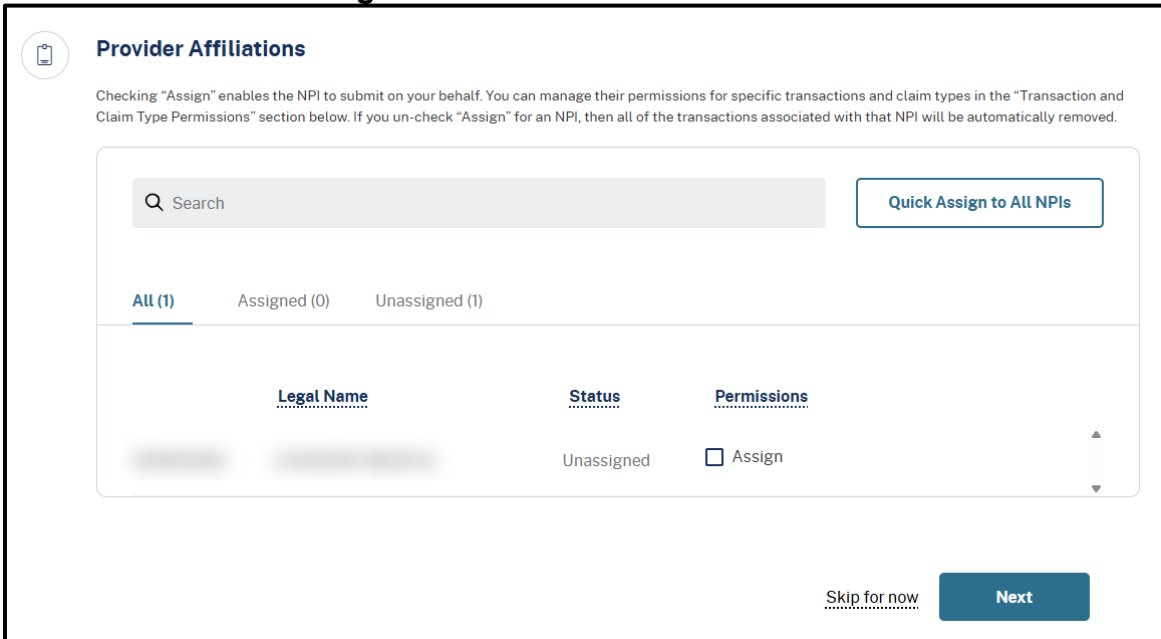 Provider Affiliations
Checking “Assign” enables the NPI to submit on your behalf. You can manage their permissions for specific transactions and claim types in the “Transaction and
Claim Type Permissions” section below. If you un-check “Assign” for an NPI, then all of the transactions associated with that NPI will be automatically removed.
Search
Quick Assign to All NPIs
All (1) Assigned (0) Unassigned (1)
Legal Name Status Permissions
Unassigned Assign
Skip for now Next